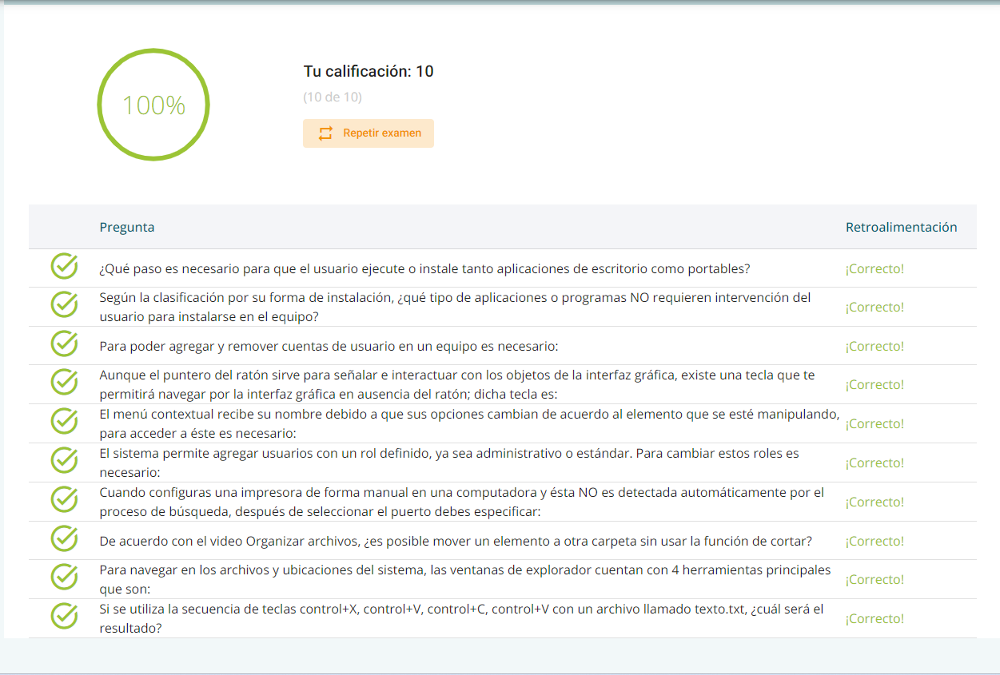 100%
Tu calificación: 10
(10 de 10)
Repetir examen
Pregunta
Retroalimentación
¿Qué paso es necesario para que el usuario ejecute o instale tanto aplicaciones de escritorio como portables?
¡Correcto!
Según la clasificación por su forma de instalación, ¿qué tipo de aplicaciones o programas NO requieren intervención del
usuario para instalarse en el equipo?
¡Correcto!
Para poder agregar y remover cuentas de usuario en un equipo es necesario:
¡Correcto!
Aunque el puntero del ratón sirve para señalar e interactuar con los objetos de la interfaz gráfica, existe una tecla que te
permitirá navegar por la interfaz gráfica en ausencia del ratón; dicha tecla es:
¡Correcto!
El menú contextual recibe su nombre debido a que sus opciones cambian de acuerdo al elemento que se esté manipulando,
para acceder a éste es necesario:
¡Correcto!
El sistema permite agregar usuarios con un rol definido, ya sea administrativo o estándar. Para cambiar estos roles es
necesario:
¡Correcto!
Cuando configuras una impresora de forma manual en una computadora y ésta NO es detectada automáticamente por el
proceso de búsqueda, después de seleccionar el puerto debes especificar:
¡Correcto!
De acuerdo con el video Organizar archivos, ¿es posible mover un elemento a otra carpeta sin usar la función de cortar?
¡Correcto!
Para navegar en los archivos y ubicaciones del sistema, las ventanas de explorador cuentan con 4 herramientas principales
que son:
¡Correcto!
Si se utiliza la secuencia de teclas control+X, control+V, control+C, control+V con un archivo llamado texto.txt, ¿cuál será el
resultado?
¡Correcto!